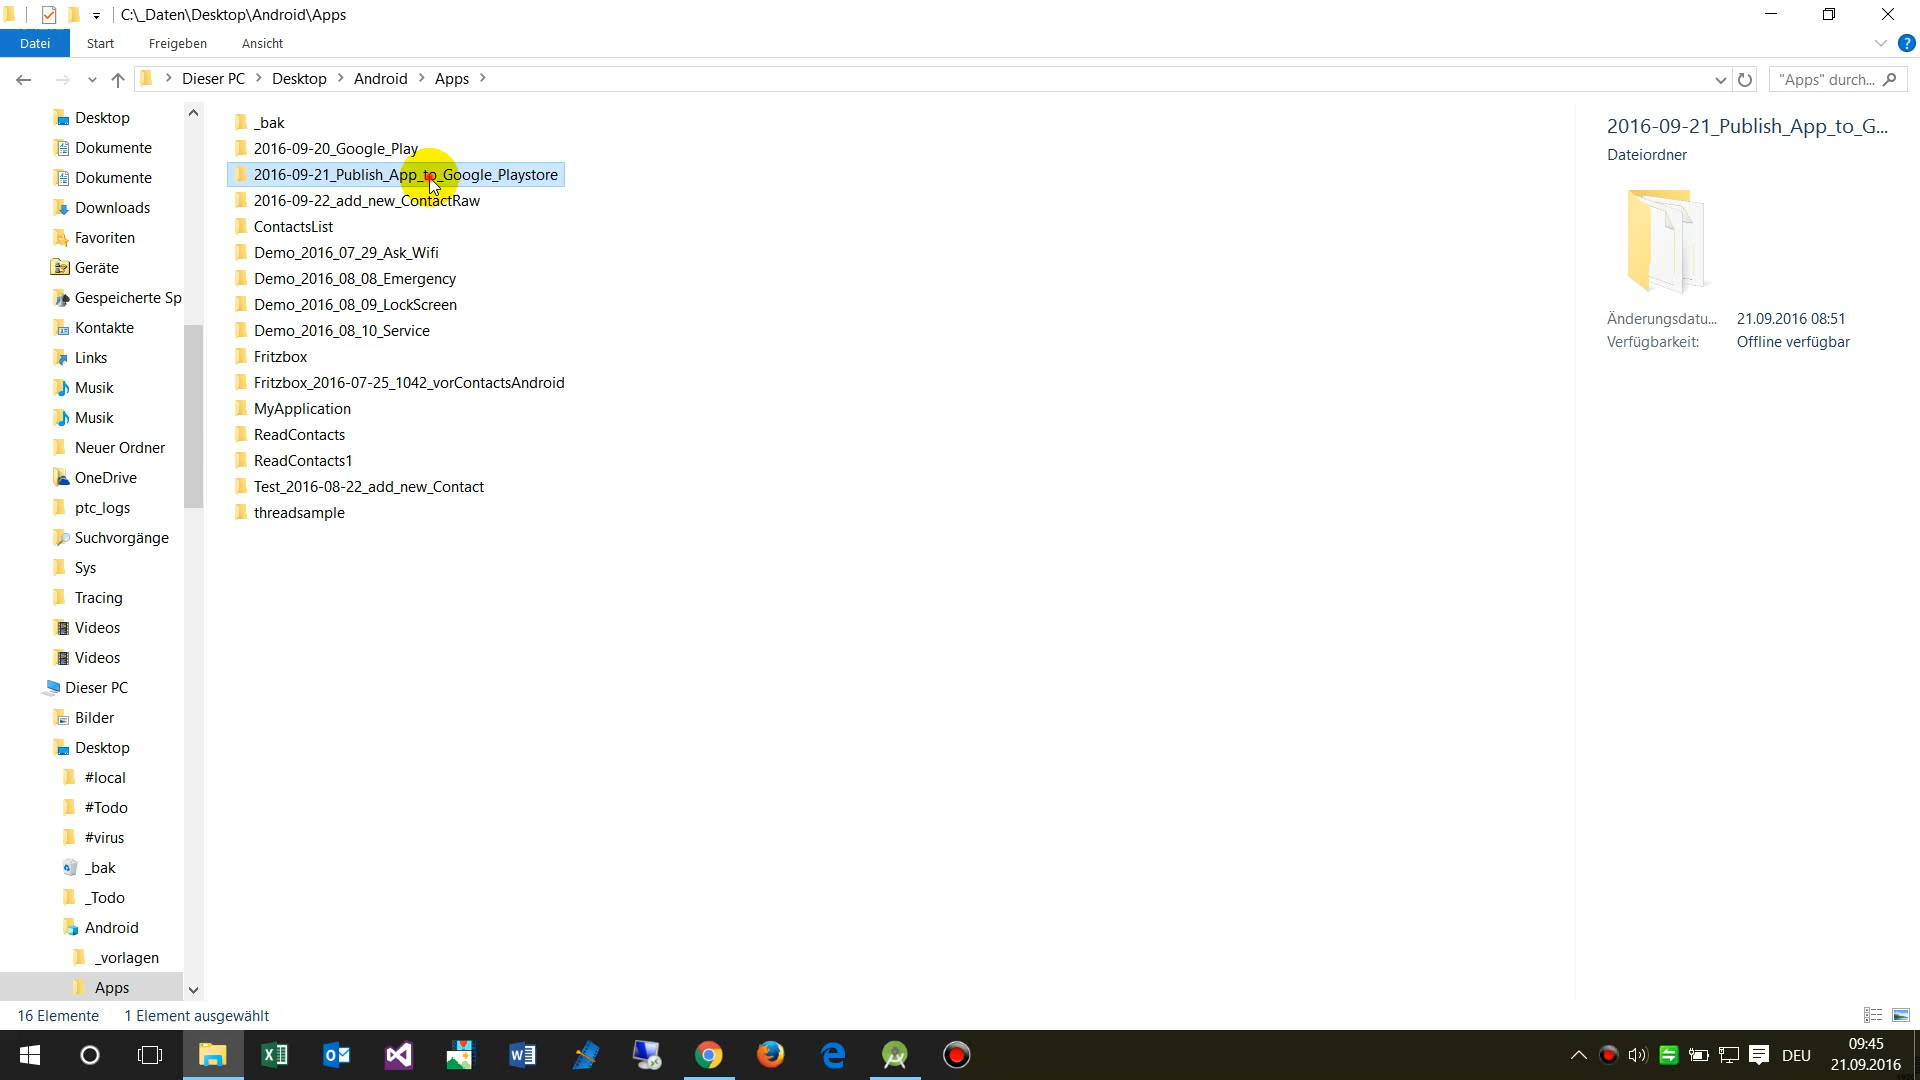 C:\_Daten\Desktop\Android\Apps
Datei Start Freigeben Ansicht
Dieser PC Desktop Android Apps
"Apps" durch...
Desktop
Dokumente
Dokumente
Downloads
Favoriten
Geräte
Gespeicherte Sp
Kontakte
Links
Musik
Musik
Neuer Ordner
OneDrive
ptc_logs
Suchvorgänge
Sys
Tracing
Videos
Videos
Dieser PC
Bilder
Desktop
#local
#Todo
#virus
_bak
_Todo
Android
_vorlagen
Apps
_bak
2016-09-20_Google_Play
2016-09-21_Publish_App_to_Google_Playstore
2016-09-22_add_new_ContactRaw
ContactsList
Demo_2016_07_29_Ask_Wifi
Demo_2016_08_08_Emergency
Demo_2016_08_09_LockScreen
Demo_2016_08_10_Service
Fritzbox
Fritzbox_2016-07-25_1042_vorContactsAndroid
MyApplication
ReadContacts
ReadContacts1
Test_2016-08-22_add_new_Contact
threadsample
2016-09-21_Publish_App_to_G...
Dateiordner
Änderungsdatu... 21.09.2016 08:51
Verfügbarkeit: Offline verfügbar
16 Elemente 1 Element ausgewählt
DEU
09:45
21.09.2016